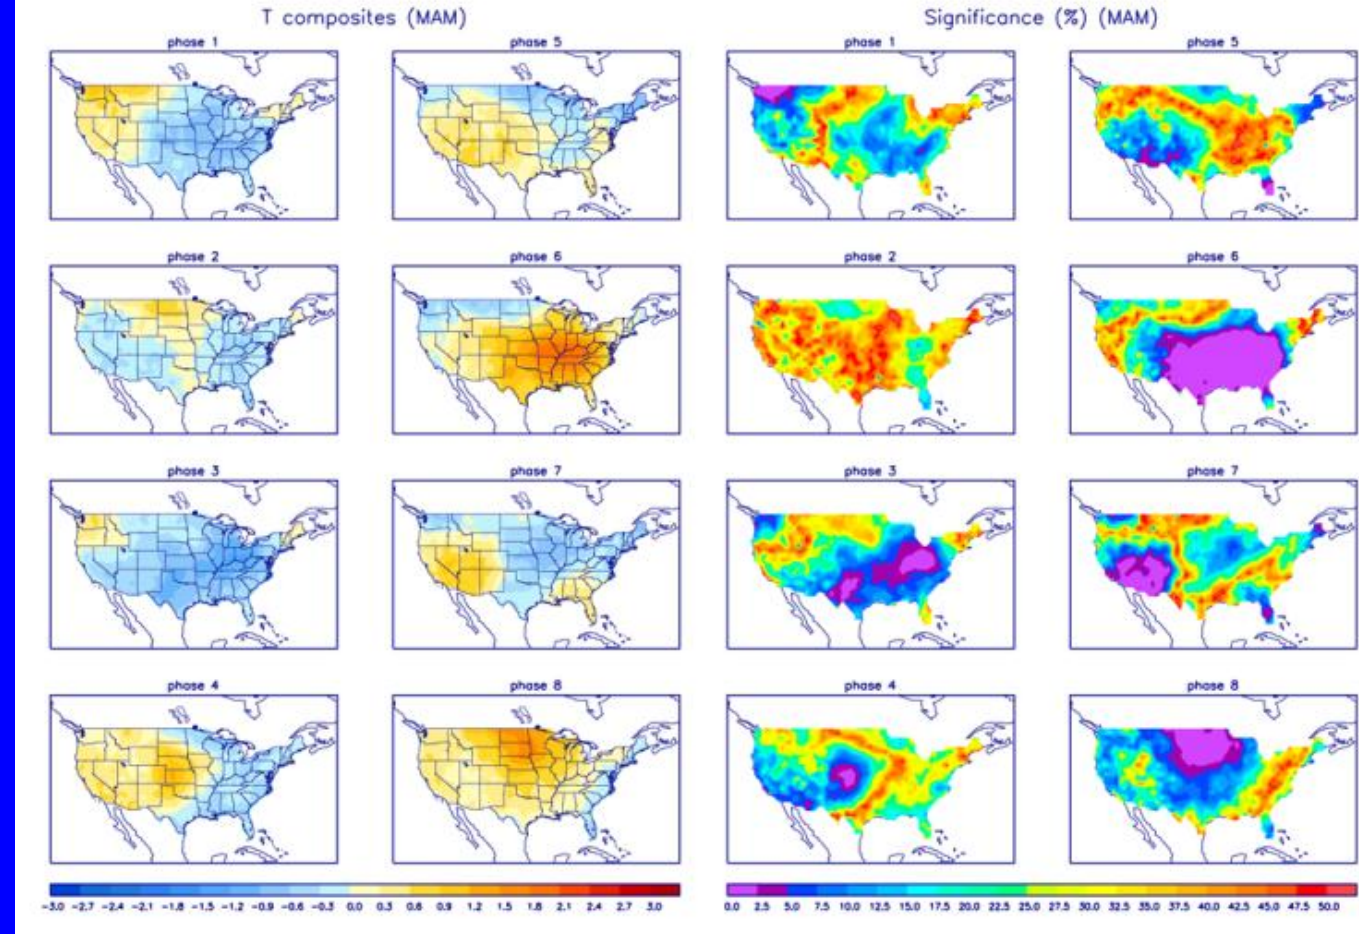 T composites (MAM) Significance (%) (MAM)
phase 1 phase 5 phase 1 phase 5
phase 2 phase 6 phase 2 phase 6
phase 3 phase 7 phase 3 phase 7
phase 4 phase 8 phase 4 phase 8
-3.0 -2.7 -2.4 -2.1 -1.8 -1.5 -1.2 -0.9 -0.6 -0.3 0.0 0.3 0.6 0.9 1.2 1.5 1.8 2.1 2.4 2.7 3.0 0.0 2.5 5.0 7.5 10.0 12.5 15.0 17.5 20.0 22.5 25.0 27.5 30.0 32.5 35.0 37.5 40.0 42.5 45.0 47.5 50.0